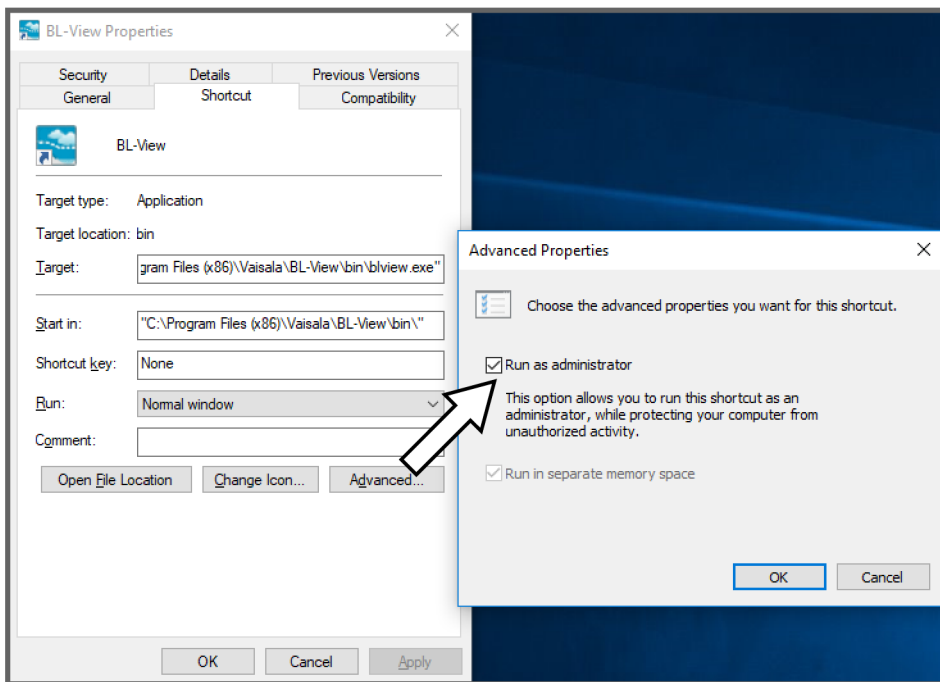 BL-View Properties
Security Details Previous Versions
General Shortcut Compatibility
BL-View
Target type: Application
Target location: bin
Target: gram Files (x86)\Vaisala\BL-View\bin\blview.exe"
Start in: "C:\Program Files (x86)\Vaisala\BL-View\bin\"
Shortcut key: None
Run: Normal window
Comment:
Open File Location Change Icon... Advanced...
OK Cancel Apply
Advanced Properties
Choose the advanced properties you want for this shortcut.
Run as administrator
This option allows you to run this shortcut as an
administrator, while protecting your computer from
unauthorized activity.
Run in separate memory space
OK Cancel